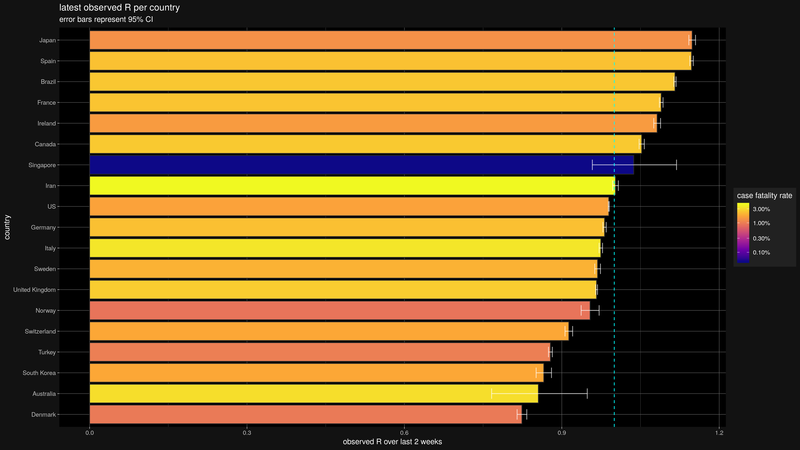 latest observed R per country
error bars represent 95% CI
country
Japan
Spain
Brazil
France
Ireland
Canada
Singapore
Iran
US
Germany
Italy
Sweden
United Kingdom
Norway
Switzerland
Turkey
South Korea
Australia
Denmark
0.0 0.3 0.6 0.9 1.2
observed R over last 2 weeks
case fatality rate
3.00%
1.00%
0.30%
0.10%